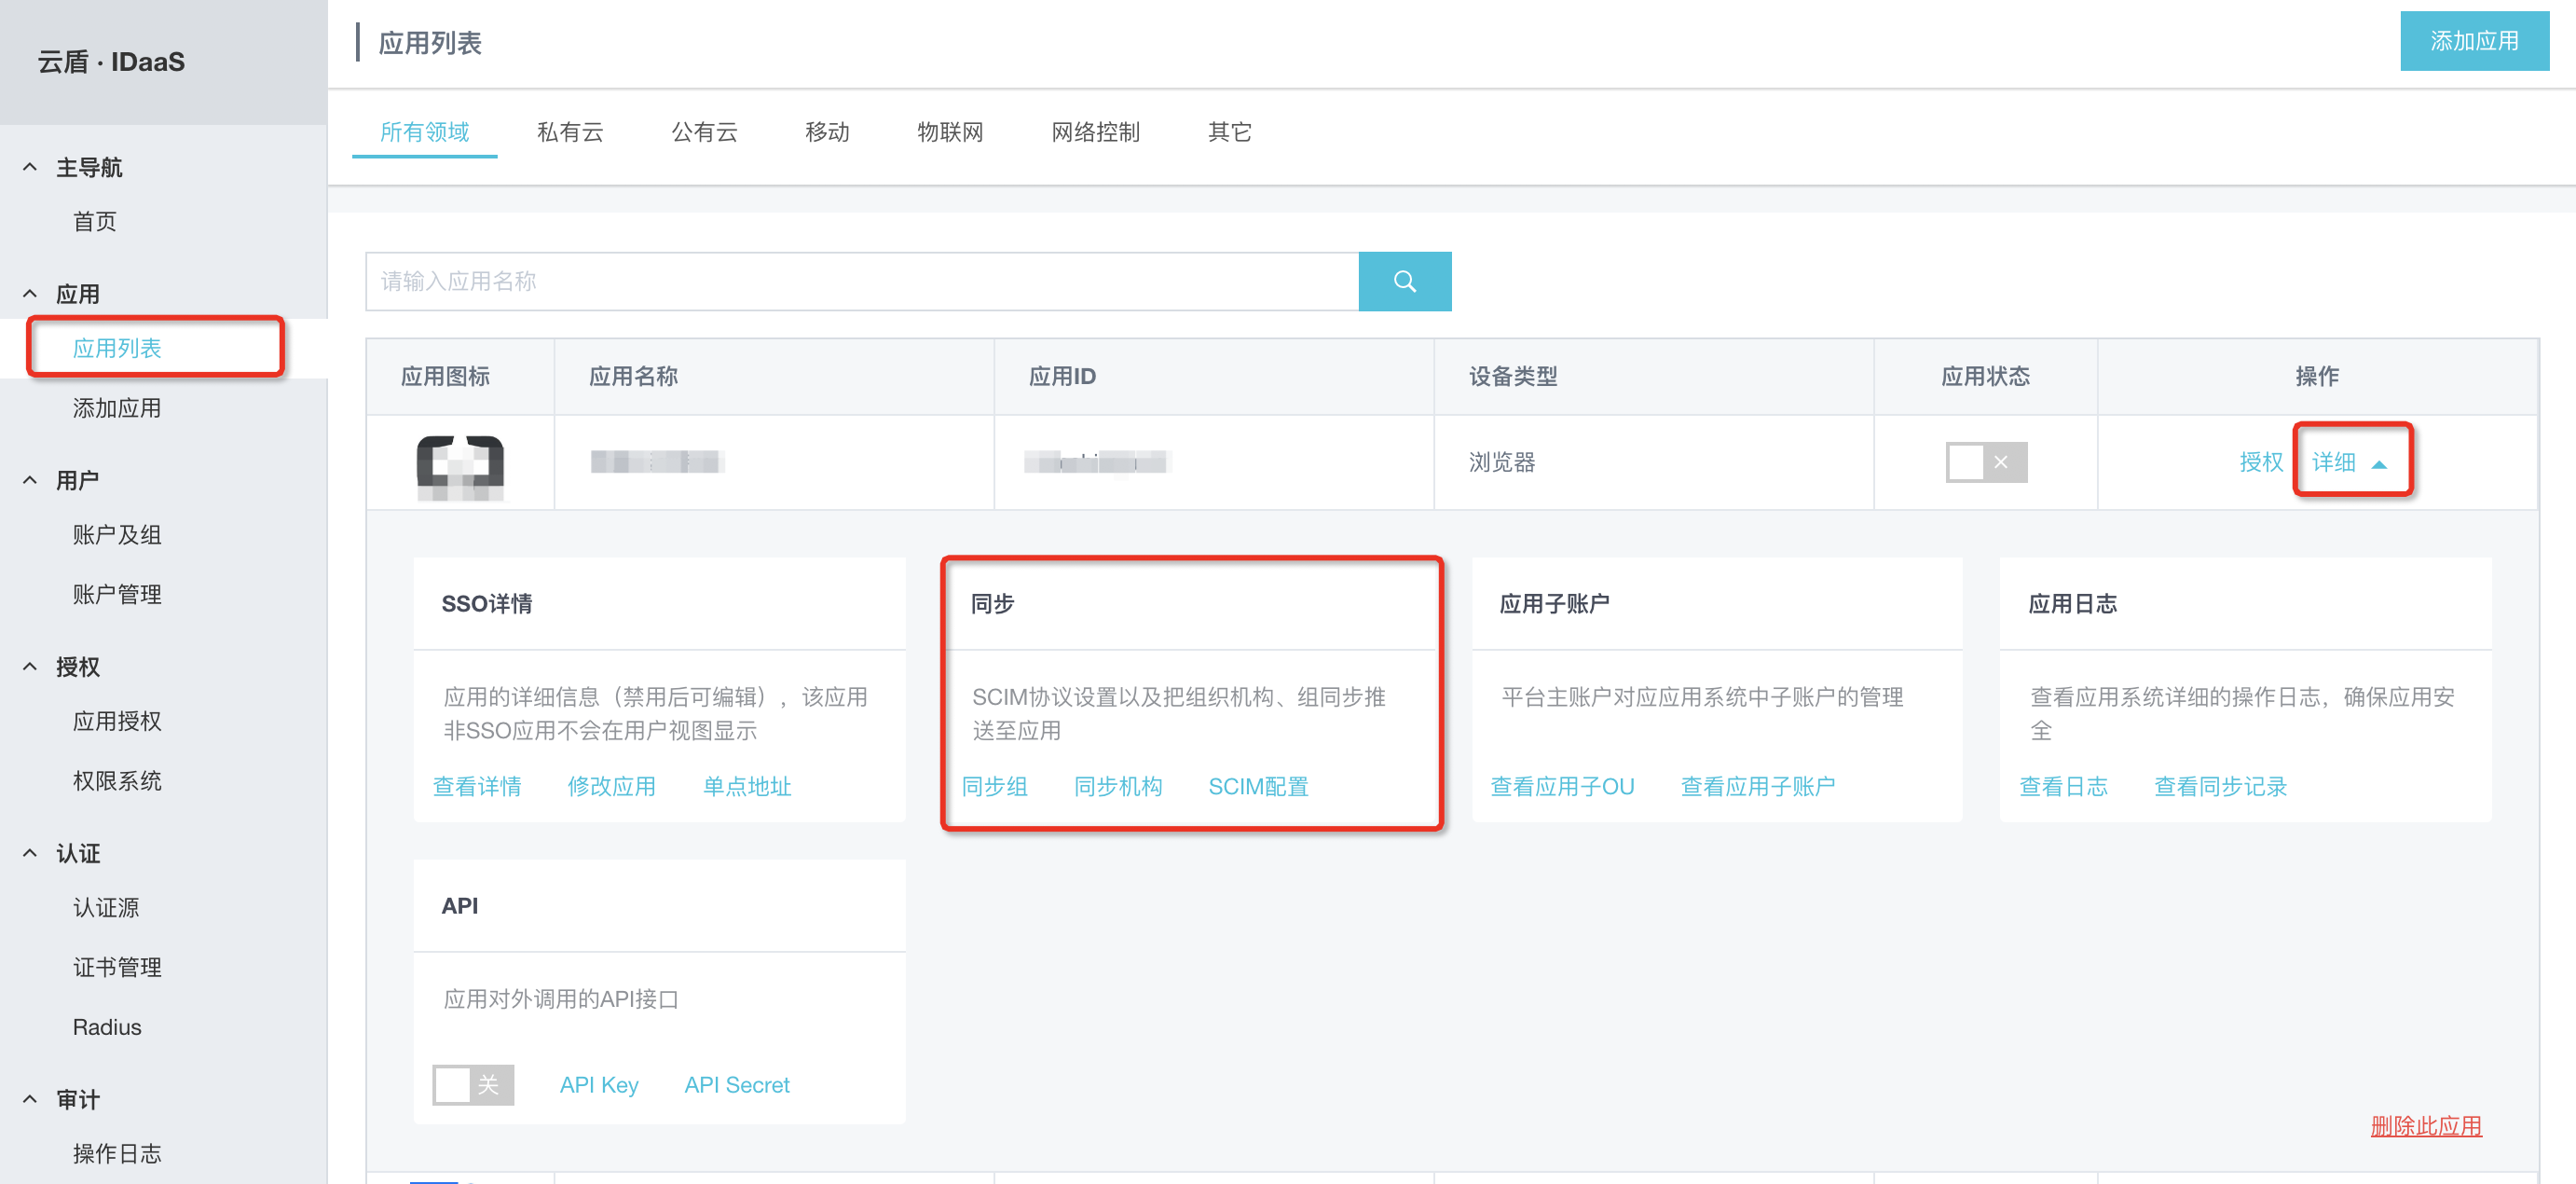 云盾 · IDaaS
主导航
首页
应用
应用列表
添加应用
用户
账户及组
账户管理
授权
应用授权
权限系统
认证
认证源
证书管理
Radius
审计
操作日志
应用列表
添加应用
所有领域 私有云 公有云 移动 物联网 网络控制 其它
请输入应用名称
应用图标 应用名称 应用ID 设备类型 应用状态 操作
浏览器 授权 详细
SSO详情
应用的详细信息（禁用后可编辑），该应用
非SSO应用不会在用户视图显示
查看详情 修改应用 单点地址
同步
SCIM协议设置以及把组织机构、组同步推
送至应用
同步组 同步机构 SCIM配置
应用子账户
平台主账户对应应用系统中子账户的管理
查看应用子OU 查看应用子账户
应用日志
查看应用系统详细的操作日志，确保应用安
全
查看日志 查看同步记录
API
应用对外调用的API接口
关 API Key API Secret
删除此应用